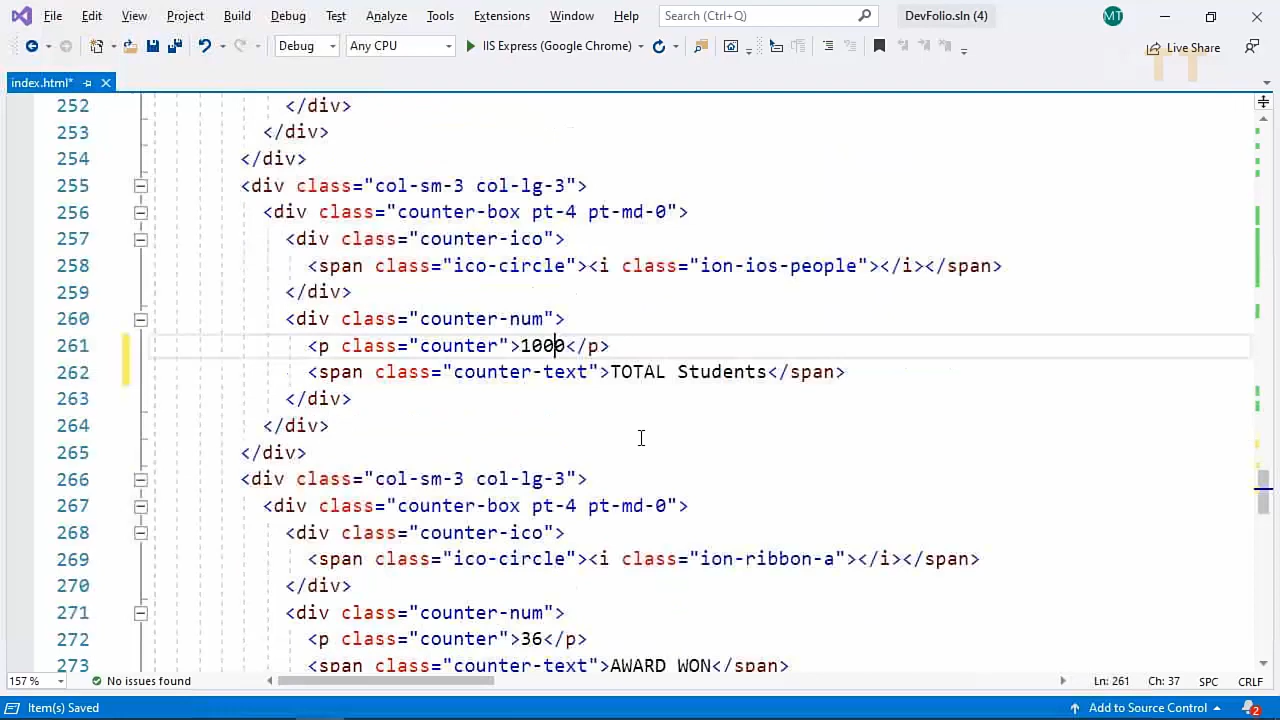 File Edit View Project Build Debug Test Analyze Tools Extensions Window Help Search (Ctrl+Q) DevFolio.sln (4) MT
Debug Any CPU IIS Express (Google Chrome) Live Share
TT
index.html*
252 </div>
253 </div>
254 </div>
255 <div class="col-sm-3 col-lg-3">
256 <div class="counter-box pt-4 pt-md-0">
257 <div class="counter-ico">
258 <span class="ico-circle"><i class="ion-ios-people"></i></span>
259 </div>
260 <div class="counter-num">
261 <p class="counter">1000</p>
262 <span class="counter-text">TOTAL Students</span>
263 </div>
264 </div>
265 </div>
266 <div class="col-sm-3 col-lg-3">
267 <div class="counter-box pt-4 pt-md-0">
268 <div class="counter-ico">
269 <span class="ico-circle"><i class="ion-ribbon-a"></i></span>
270 </div>
271 <div class="counter-num">
272 <p class="counter">36</p>
273 <span class="counter-text">AWARD WON</span>
157 % No issues found Ln: 261 Ch: 37 SPC CRLF
Item(s) Saved Add to Source Control 2